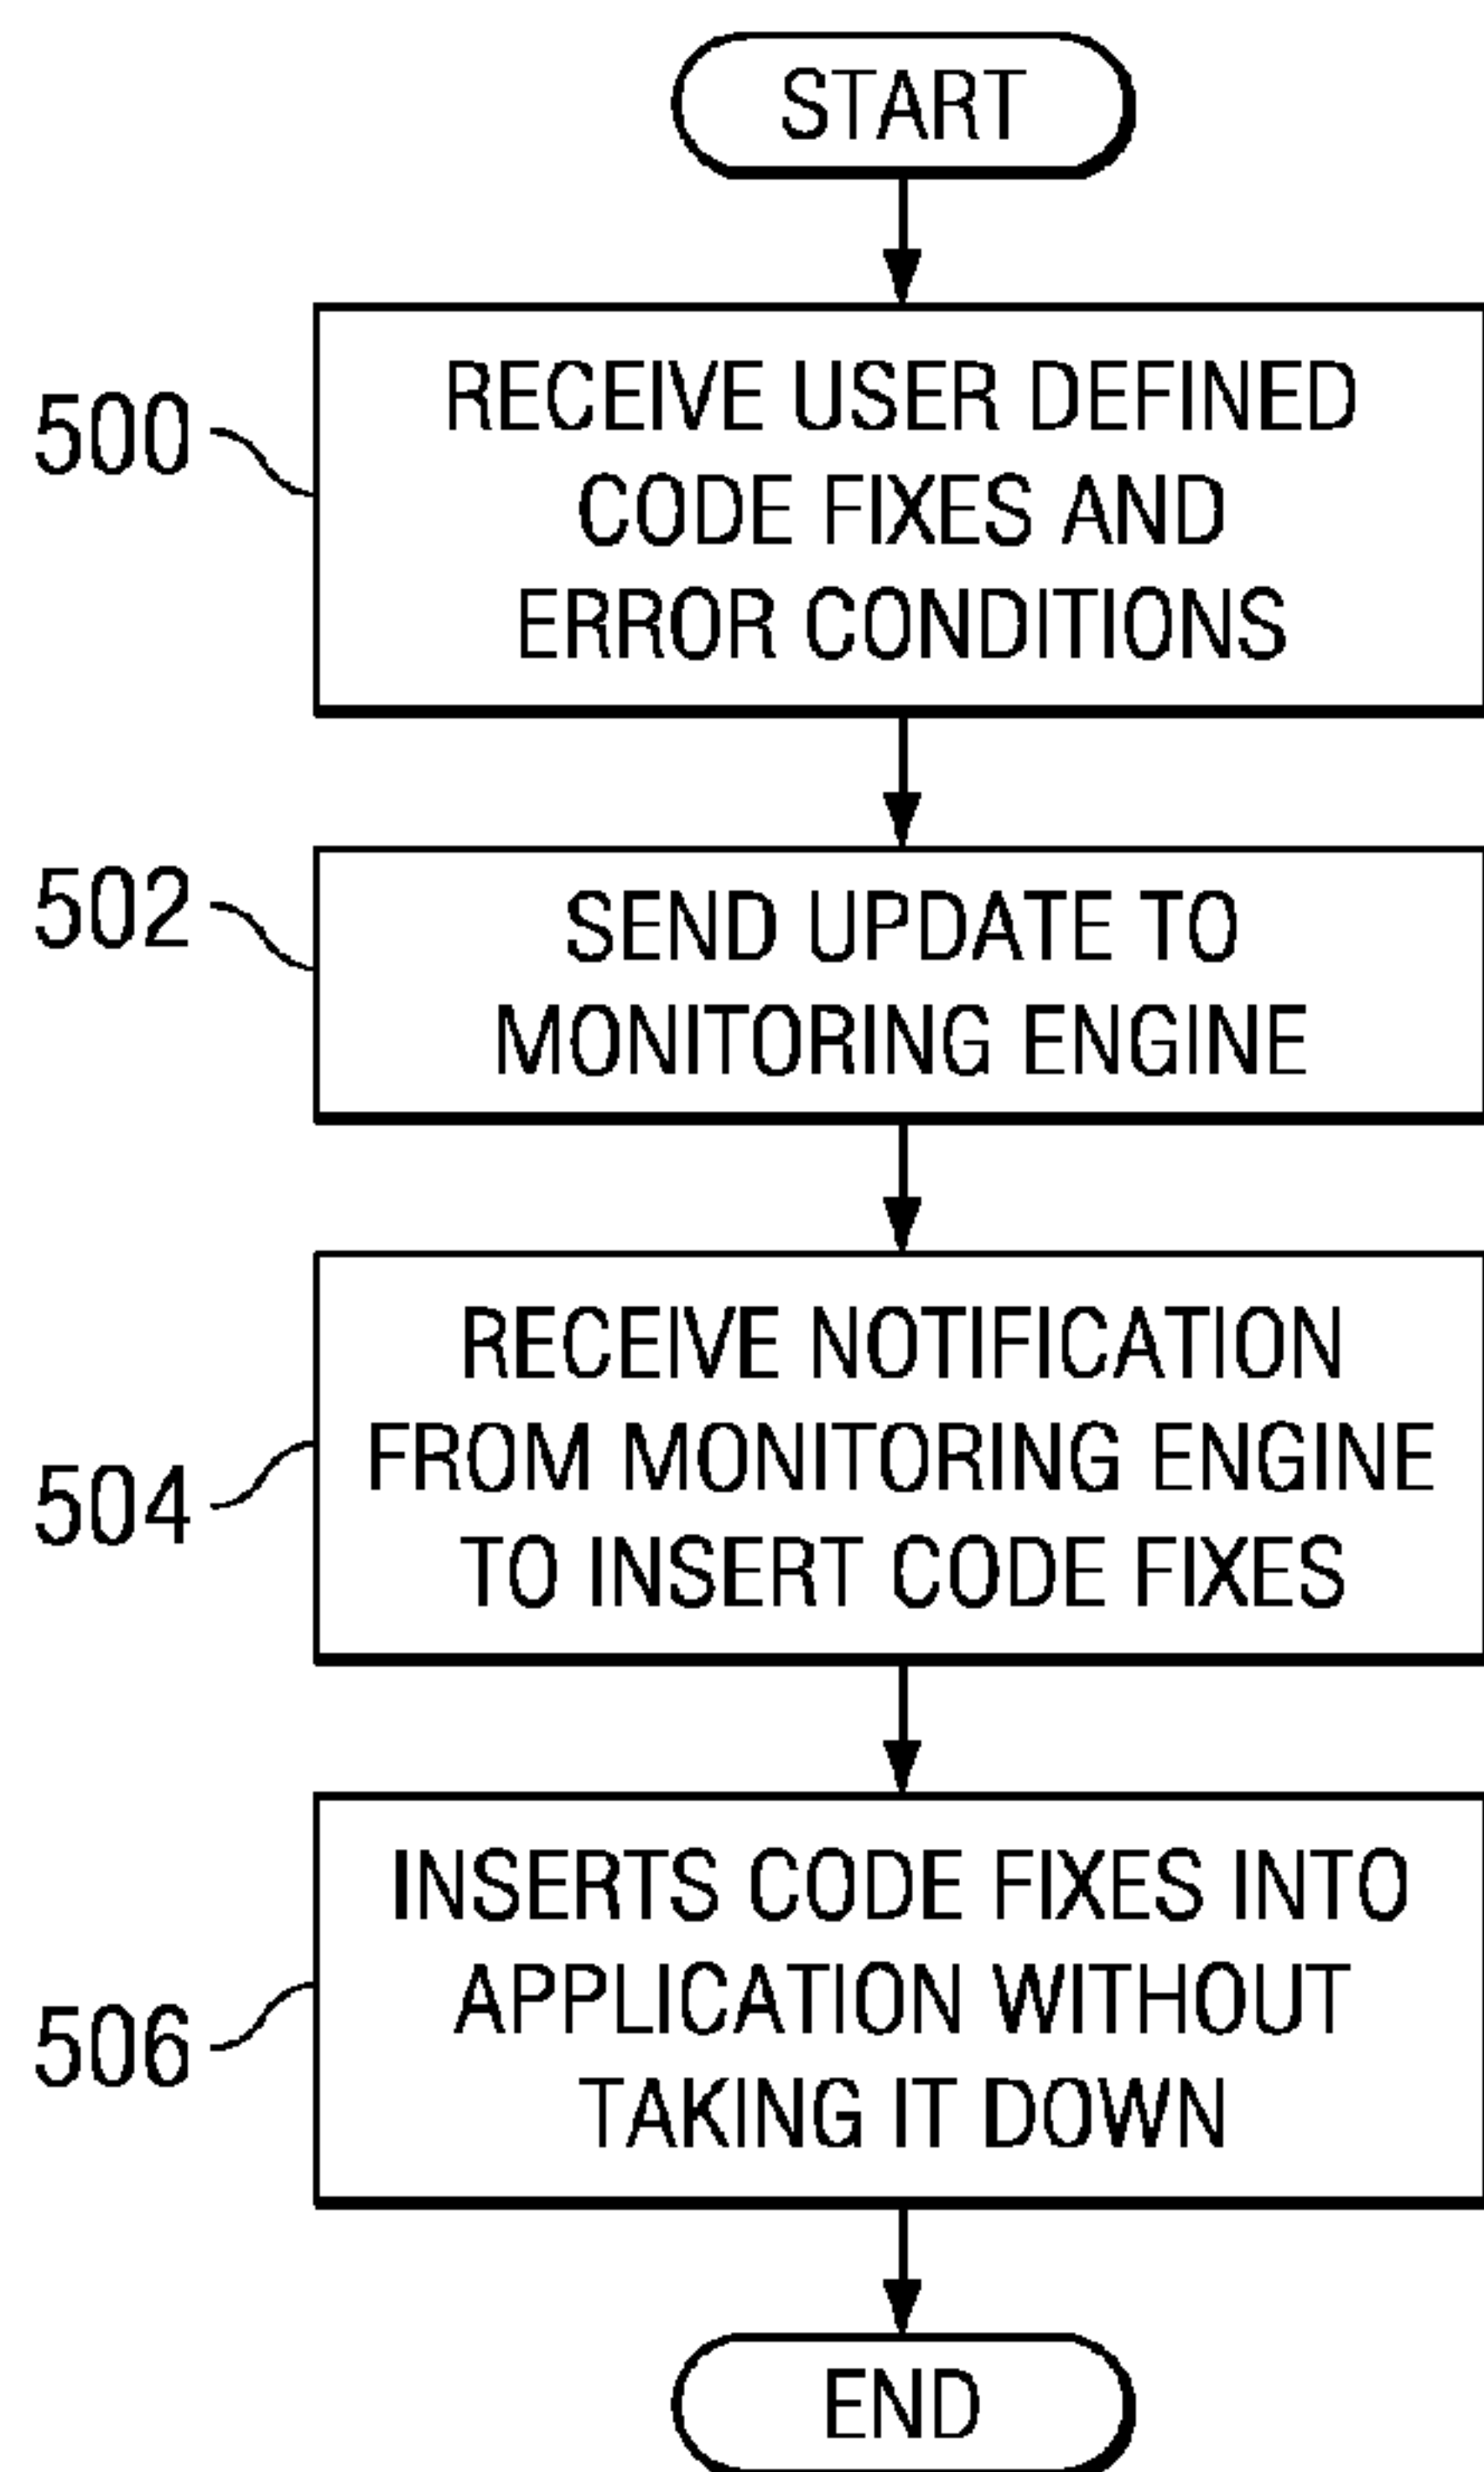 START
500
RECEIVE USER DEFINED
CODE FIXES AND
ERROR CONDITIONS
502
SEND UPDATE TO
MONITORING ENGINE
504
RECEIVE NOTIFICATION
FROM MONITORING ENGINE
TO INSERT CODE FIXES
506
INSERTS CODE FIXES INTO
APPLICATION WITHOUT
TAKING IT DOWN
END